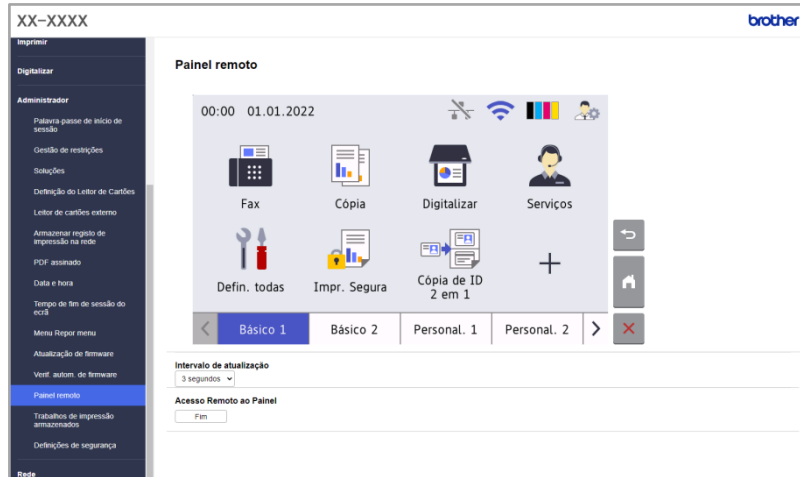 XX-XXXX
brother
Imprimir
Digitalizar
Administrador
Palavra-passe de início de
sessão
Gestão de restrições
Soluções
Definição do Leitor de Cartões
Leitor de cartões externo
Armazenar registo de
impressão na rede
PDF assinado
Data e hora
Tempo de fim de sessão do
ecrã
Menu Repor menu
Atualização de firmware
Verif. autom. de firmware
Painel remoto
Trabalhos de impressão
armazenados
Definições de segurança
Rede
Painel remoto
00:00 01.01.2022
Fax
Cópia
Digitalizar
Serviços
Defin. todas
Impr. Segura
Cópia de ID
2 em 1
Básico 1
Básico 2
Personal. 1
Personal. 2
Intervalo de atualização
3 segundos
Acesso Remoto ao Painel
Fim